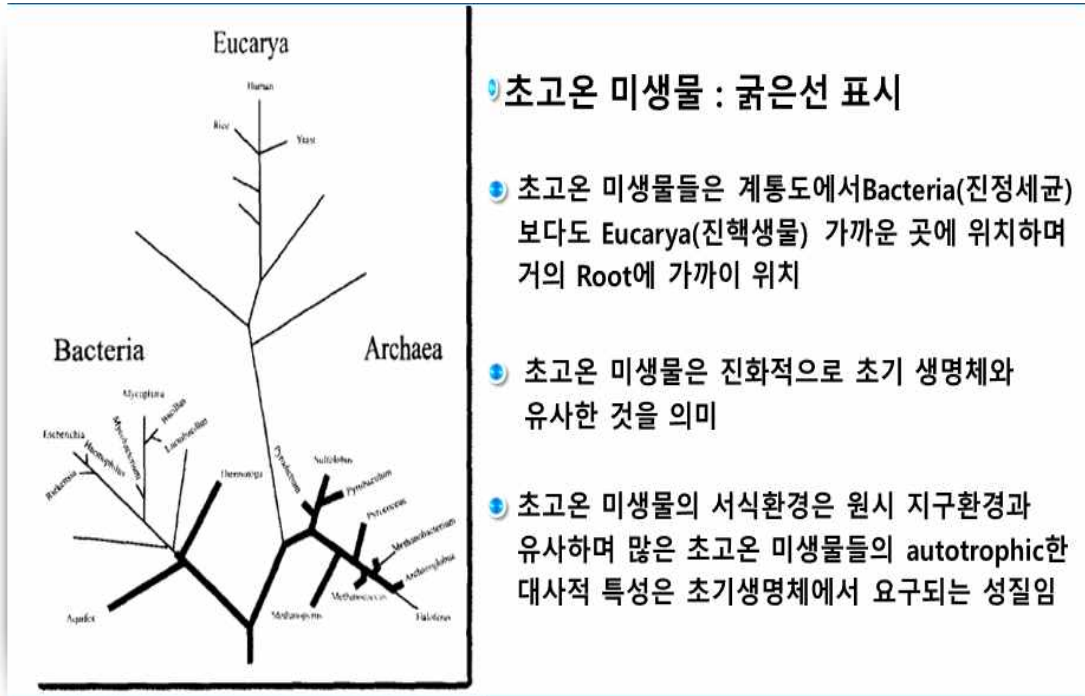 Eucarya
Human
Rice
Yeast
Bacteria
Archaea
Mycoplasma
Bacillus
Mycobacterium
Lactobacillus
Escherichia
Haemophilus
Rickettsia
Thermotoga
Aquifex
Pyrodictium
Sulfolobus
Pyrobaculum
Pyrococcus
Methanobacterium
Archaeoglobus
Methanococcus
Methanopyrus
Haloferax
초고온 미생물 : 굵은선 표시
초고온 미생물들은 계통도에서Bacteria(진정세균)
보다도 Eucarya(진핵생물) 가까운 곳에 위치하며
거의 Root에 가까이 위치
초고온 미생물은 진화적으로 초기 생명체와
유사한 것을 의미
초고온 미생물의 서식환경은 원시 지구환경과
유사하며 많은 초고온 미생물들의 autotrophic한
대사적 특성은 초기생명체에서 요구되는 성질임